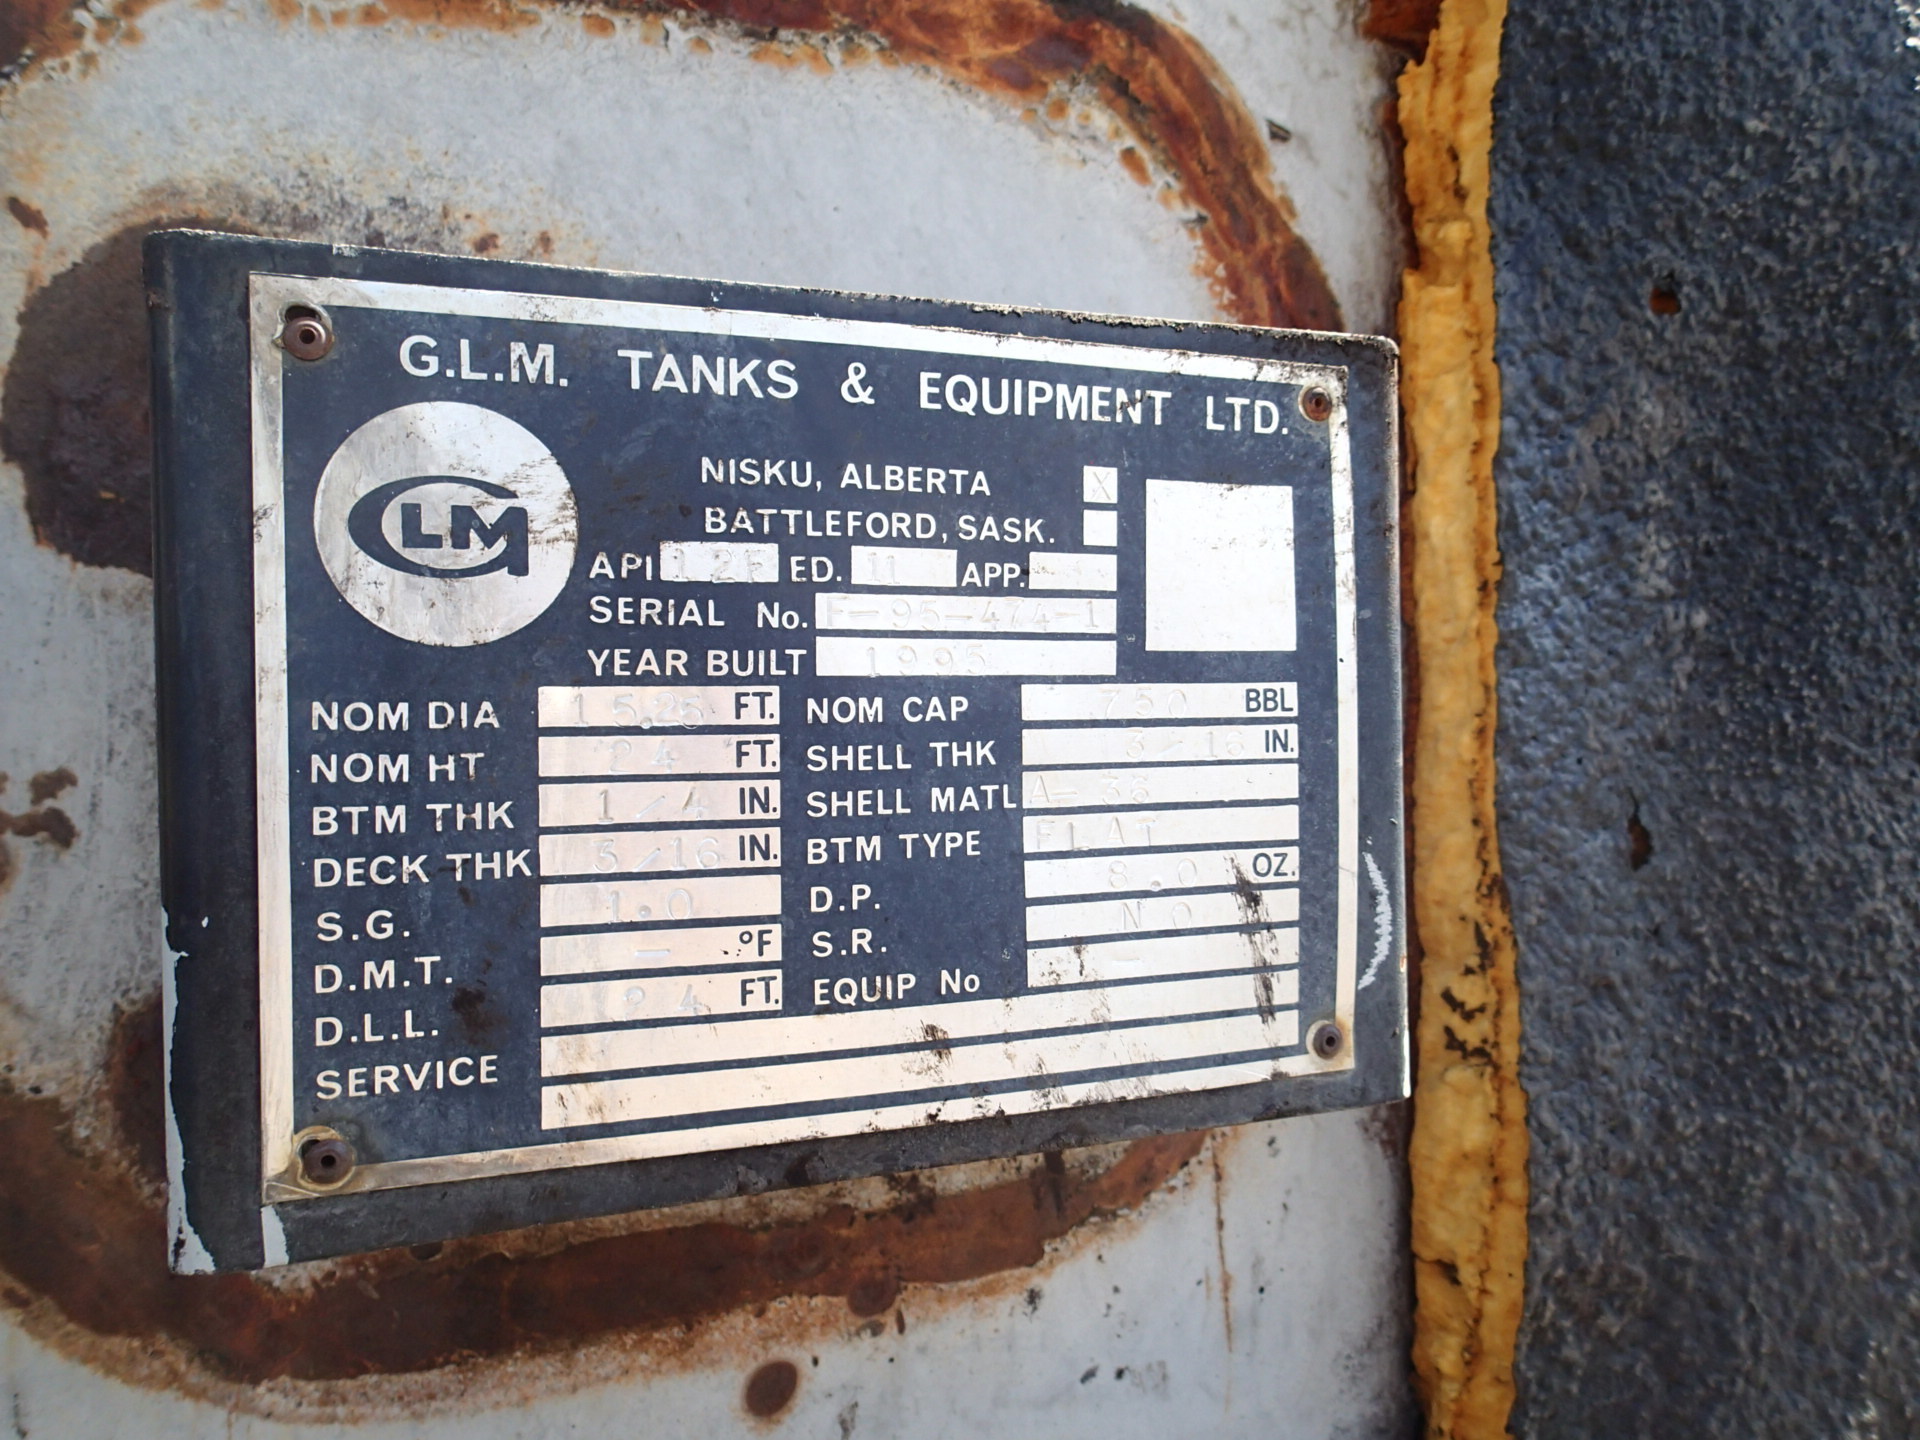 G.L.M. TANKS & EQUIPMENT LTD.
GLM
NISKU, ALBERTA X
BATTLEFORD, SASK.
API 12F ED. 11 APP. -
SERIAL No. F-95-474-1
YEAR BUILT 1995
NOM DIA 15.25 FT. NOM CAP 750 BBL
NOM HT 24 FT. SHELL THK 3/16 IN.
BTM THK 1/4 IN. SHELL MATL A-36
DECK THK 3/16 IN. BTM TYPE FLAT
S.G. 1.0 D.P. 8.0 OZ.
D.M.T. - °F S.R. NO
D.L.L. FT. EQUIP No -
SERVICE